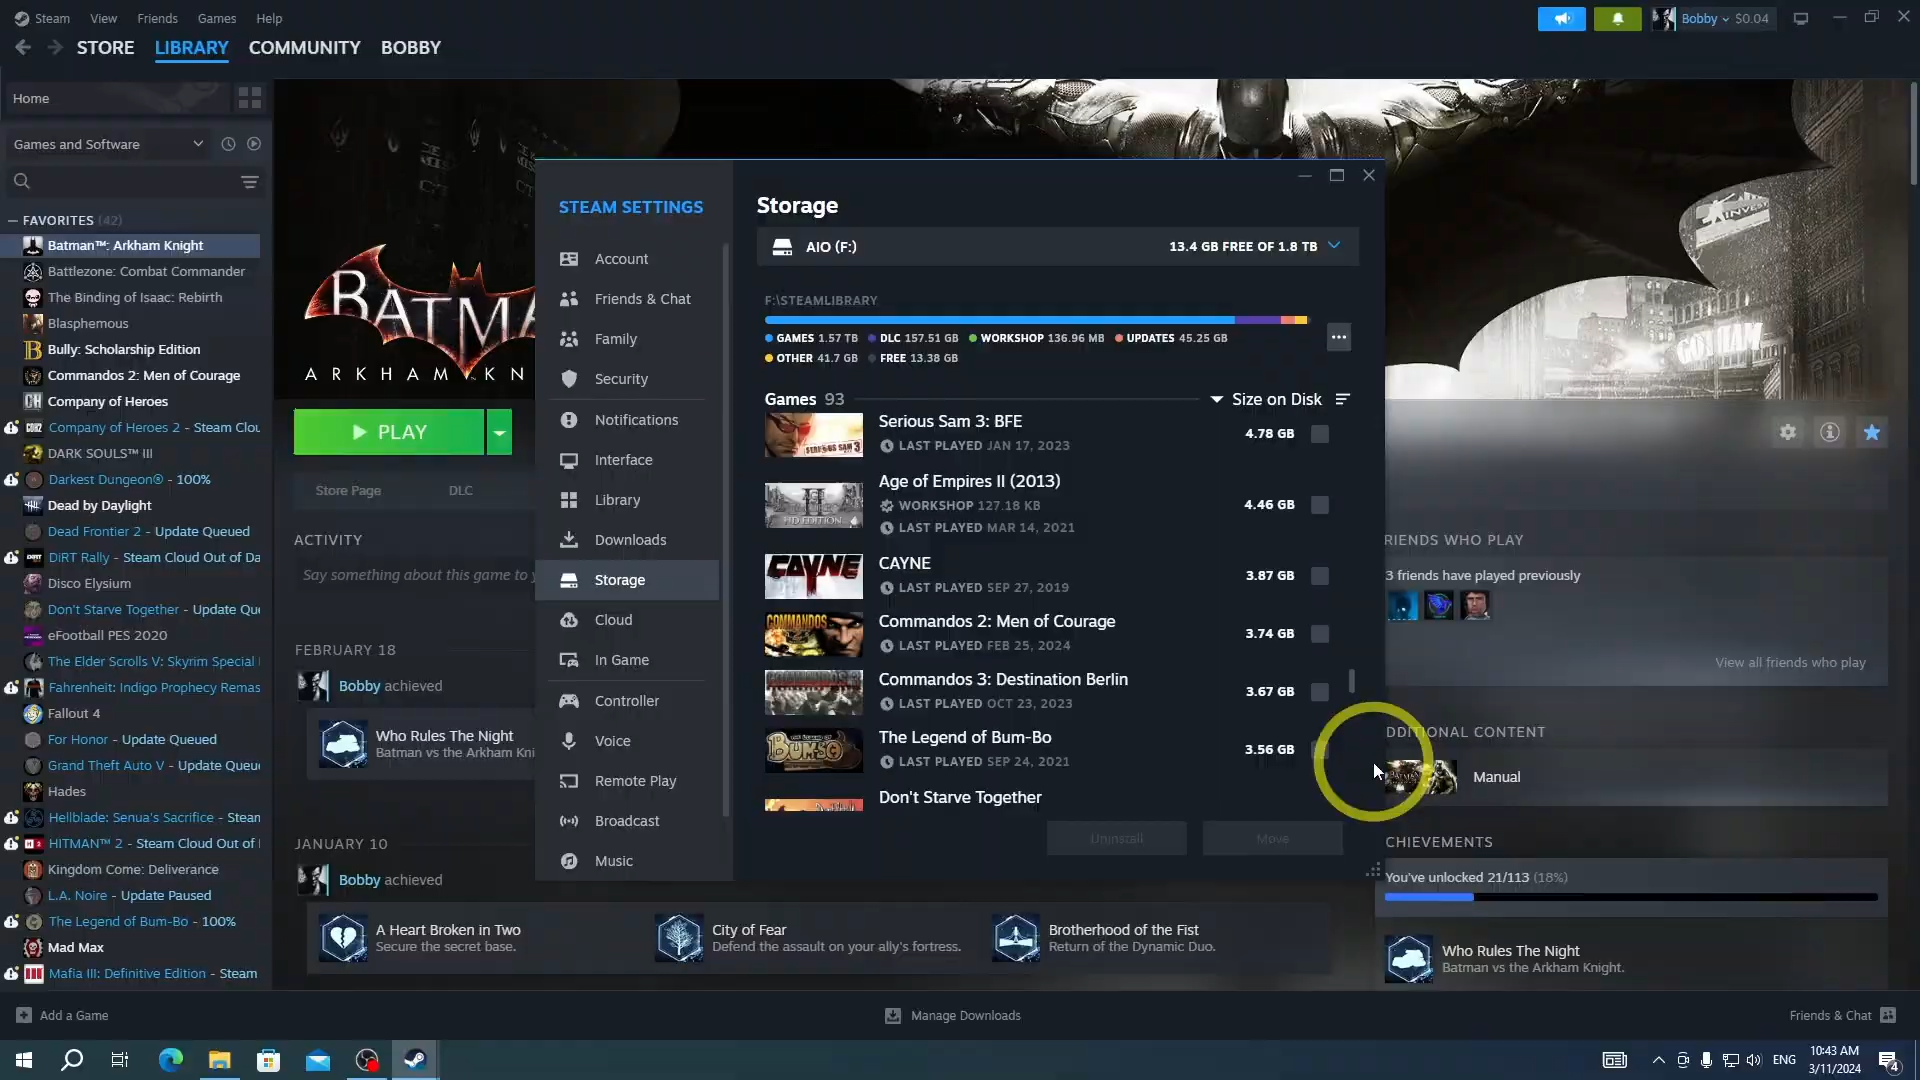 Steam View Friends Games Help
Bobby $0.04
STORE LIBRARY COMMUNITY BOBBY
Home
Games and Software
FAVORITES (42)
Batman™: Arkham Knight
Battlezone: Combat Commander
The Binding of Isaac: Rebirth
Blasphemous
Bully: Scholarship Edition
Commandos 2: Men of Courage
Company of Heroes
Company of Heroes 2 - Steam Clou
DARK SOULS™ III
Darkest Dungeon® - 100%
Dead by Daylight
Dead Frontier 2 - Update Queued
DiRT Rally - Steam Cloud Out of Da
Disco Elysium
Don't Starve Together - Update Que
eFootball PES 2020
The Elder Scrolls V: Skyrim Special
Fahrenheit: Indigo Prophecy Remas
Fallout 4
For Honor - Update Queued
Grand Theft Auto V - Update Queue
Hades
Hellblade: Senua's Sacrifice - Stean
HITMAN™ 2 - Steam Cloud Out of
Kingdom Come: Deliverance
L.A. Noire - Update Paused
The Legend of Bum-Bo - 100%
Mad Max
Mafia III: Definitive Edition - Steam
Add a Game
BATMA
ARKHAM KN
PLAY
Store Page DLC
ACTIVITY
Say something about this game to y
FEBRUARY 18
Bobby achieved
Who Rules The Night
Batman vs the Arkham Kni
JANUARY 10
Bobby achieved
A Heart Broken in Two
Secure the secret base.
City of Fear
Defend the assault on your ally's fortress.
Brotherhood of the Fist
Return of the Dynamic Duo.
STEAM SETTINGS
Account
Friends & Chat
Family
Security
Notifications
Interface
Library
Downloads
Storage
Cloud
In Game
Controller
Voice
Remote Play
Broadcast
Music
Storage
AIO (F:) 13.4 GB FREE OF 1.8 TB
F:\STEAMLIBRARY
GAMES 1.57 TB DLC 157.51 GB WORKSHOP 136.96 MB UPDATES 45.25 GB
OTHER 41.7 GB FREE 13.38 GB
Games 93 Size on Disk
SERIOUS SAM 3
Serious Sam 3: BFE
LAST PLAYED JAN 17, 2023
4.78 GB
HD EDITION
Age of Empires II (2013)
WORKSHOP 127.18 KB
LAST PLAYED MAR 14, 2021
4.46 GB
CAYNE
CAYNE
LAST PLAYED SEP 27, 2019
3.87 GB
COMMANDOS
Commandos 2: Men of Courage
LAST PLAYED FEB 25, 2024
3.74 GB
COMMANDOS 3
Commandos 3: Destination Berlin
LAST PLAYED OCT 23, 2023
3.67 GB
BUM-BO
The Legend of Bum-Bo
LAST PLAYED SEP 24, 2021
3.56 GB
Don't Starve Together
Uninstall Move
INVES
GOTHAM
RIENDS WHO PLAY
3 friends have played previously
View all friends who play
DDITIONAL CONTENT
Manual
CHIEVEMENTS
You've unlocked 21/113 (18%)
Who Rules The Night
Batman vs the Arkham Knight.
Manage Downloads
Friends & Chat
ENG
10:43 AM
3/11/2024
4